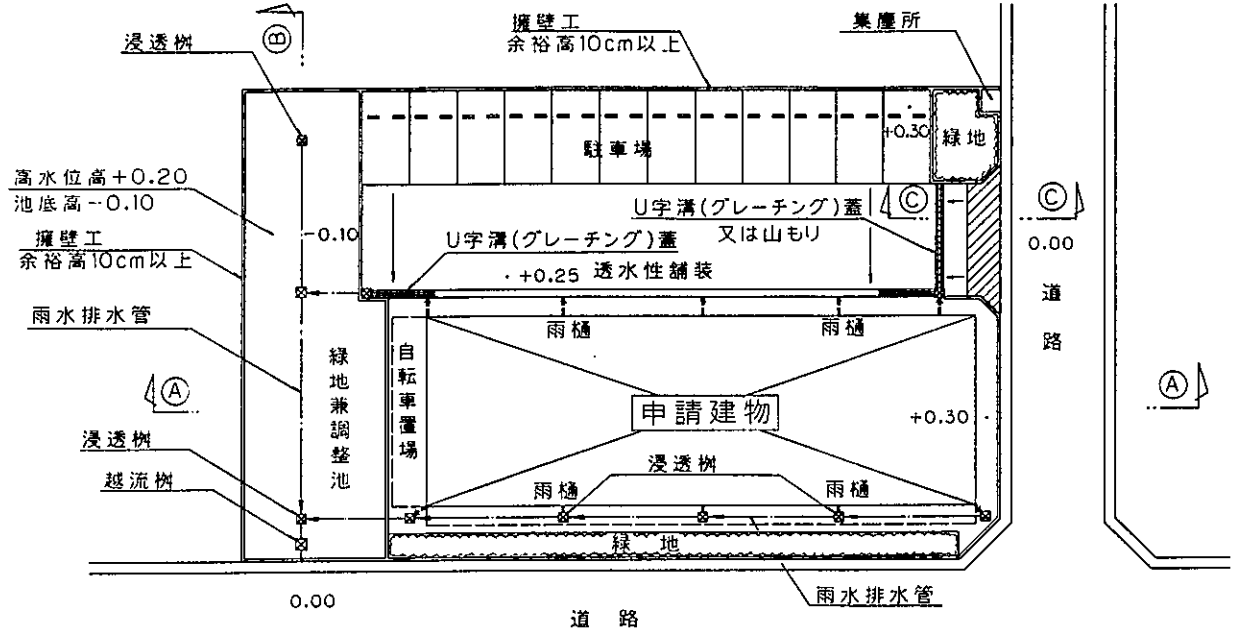 擁壁工
余裕高10cm以上
集塵所
浸透桝
Ⓑ
+0.30
緑地
駐車場
高水位高+0.20
池底高-0.10
Ⓒ
Ⓒ
U字溝(グレーチング)蓋
又は山もり
-0.10
0.00
擁壁工
余裕高10cm以上
U字溝(グレーチング)蓋
+0.25 透水性舗装
道路
雨水排水管
雨樋
雨樋
自転車置場
緑地兼調整池
Ⓐ
Ⓐ
申請建物
+0.30
浸透桝
浸透桝
越流桝
雨樋
雨樋
緑地
雨水排水管
0.00
道路